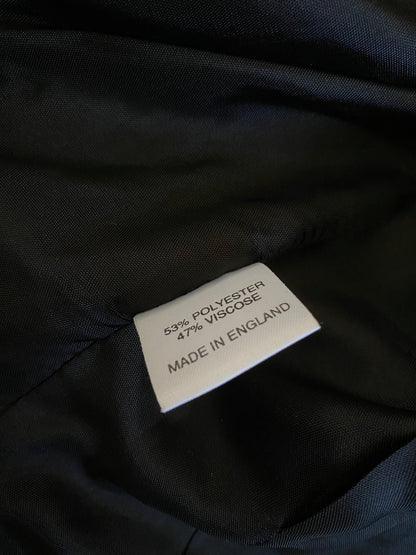 53% POLYESTER
47% VISCOSE
MADE IN ENGLAND